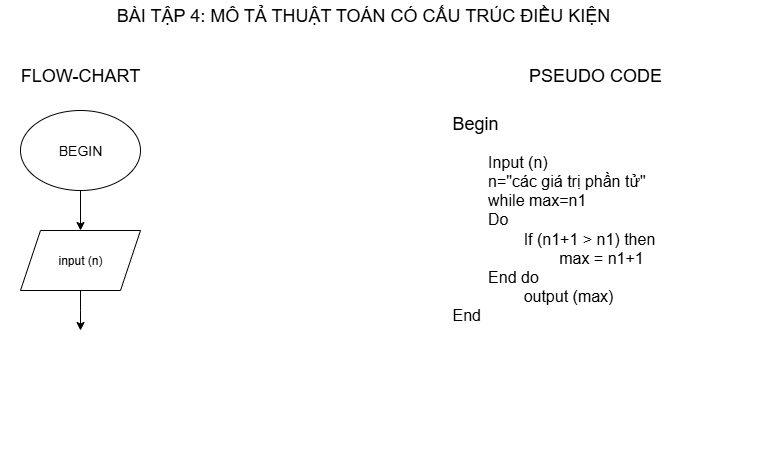 BÀI TẬP 4: MÔ TẢ THUẬT TOÁN CÓ CẤU TRÚC ĐIỀU KIỆN
FLOW-CHART
BEGIN
input (n)
PSEUDO CODE
Begin
Input (n)
n="các giá trị phần tử"
while max=n1
Do
If (n1+1 > n1) then
max = n1+1
End do
output (max)
End